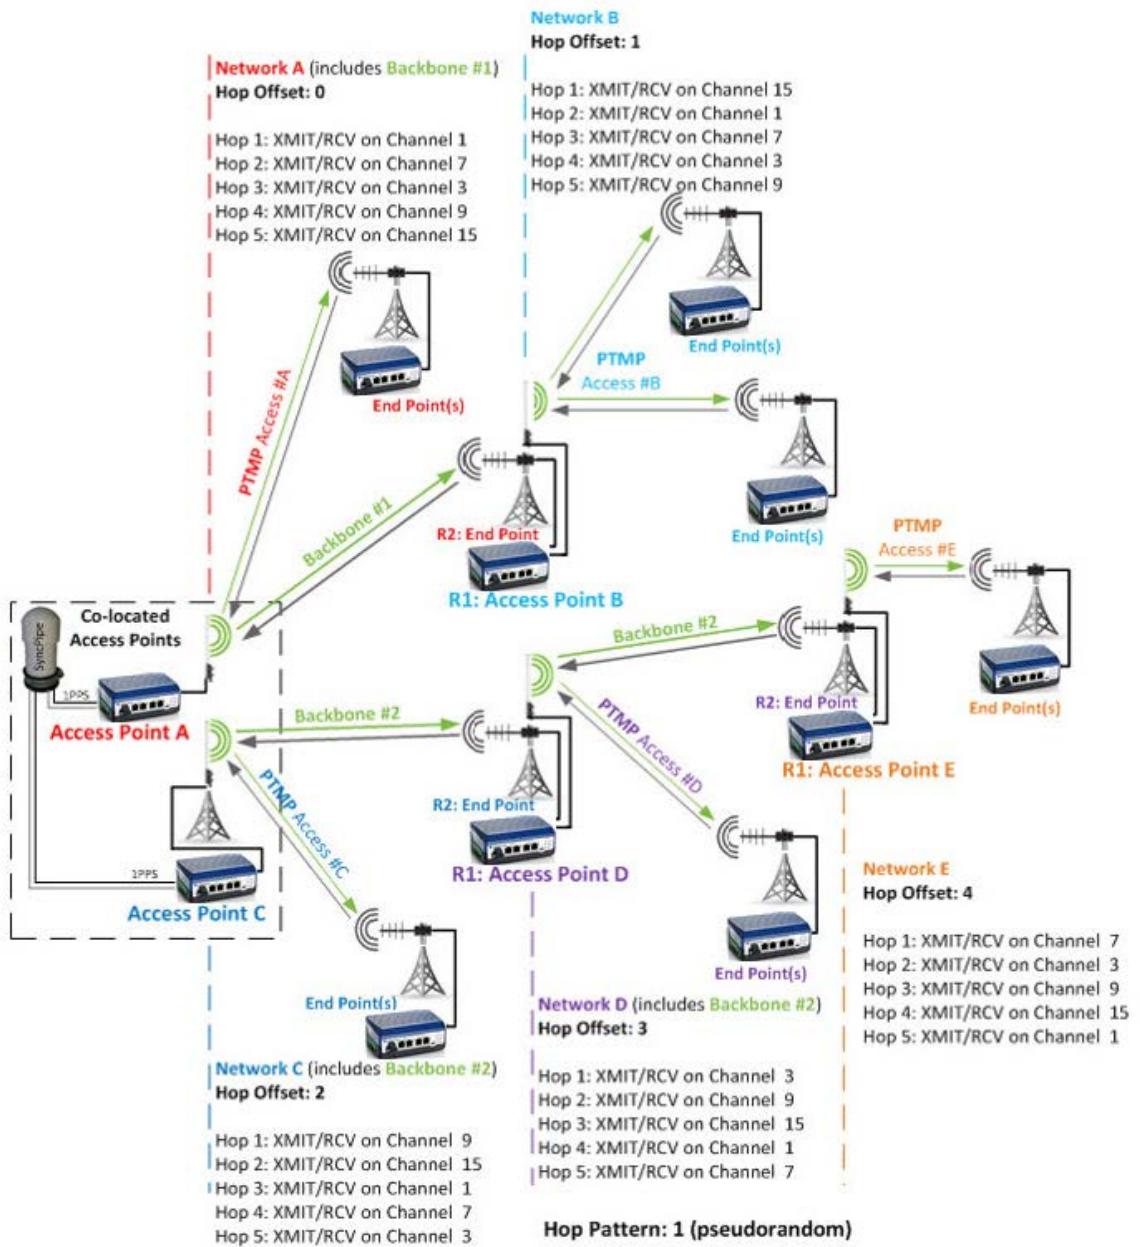 Network B
Hop Offset: 1
Hop 1: XMIT/RCV on Channel 15
Hop 2: XMIT/RCV on Channel 1
Hop 3: XMIT/RCV on Channel 7
Hop 4: XMIT/RCV on Channel 3
Hop 5: XMIT/RCV on Channel 9
Network A (includes Backbone #1)
Hop Offset: 0
Hop 1: XMIT/RCV on Channel 1
Hop 2: XMIT/RCV on Channel 7
Hop 3: XMIT/RCV on Channel 3
Hop 4: XMIT/RCV on Channel 9
Hop 5: XMIT/RCV on Channel 15
End Point(s)
PTMP
Access #B
End Point(s)
PTMP Access #A
End Point(s)
Backbone #1
R2: End Point
R1: Access Point B
PTMP
Access #E
End Point(s)
Co-located
Access Points
SyncPipe
1PPS
Access Point A
Backbone #2
R2: End Point
R1: Access Point E
Backbone #2
PTMP Access #D
R2: End Point
R1: Access Point D
PTMP Access #C
1PPS
Access Point C
End Point(s)
End Point(s)
Network E
Hop Offset: 4
Hop 1: XMIT/RCV on Channel 7
Hop 2: XMIT/RCV on Channel 3
Hop 3: XMIT/RCV on Channel 9
Hop 4: XMIT/RCV on Channel 15
Hop 5: XMIT/RCV on Channel 1
Network D (includes Backbone #2)
Hop Offset: 3
Hop 1: XMIT/RCV on Channel 3
Hop 2: XMIT/RCV on Channel 9
Hop 3: XMIT/RCV on Channel 15
Hop 4: XMIT/RCV on Channel 1
Hop 5: XMIT/RCV on Channel 7
Network C (includes Backbone #2)
Hop Offset: 2
Hop 1: XMIT/RCV on Channel 9
Hop 2: XMIT/RCV on Channel 15
Hop 3: XMIT/RCV on Channel 1
Hop 4: XMIT/RCV on Channel 7
Hop 5: XMIT/RCV on Channel 3
Hop Pattern: 1 (pseudorandom)